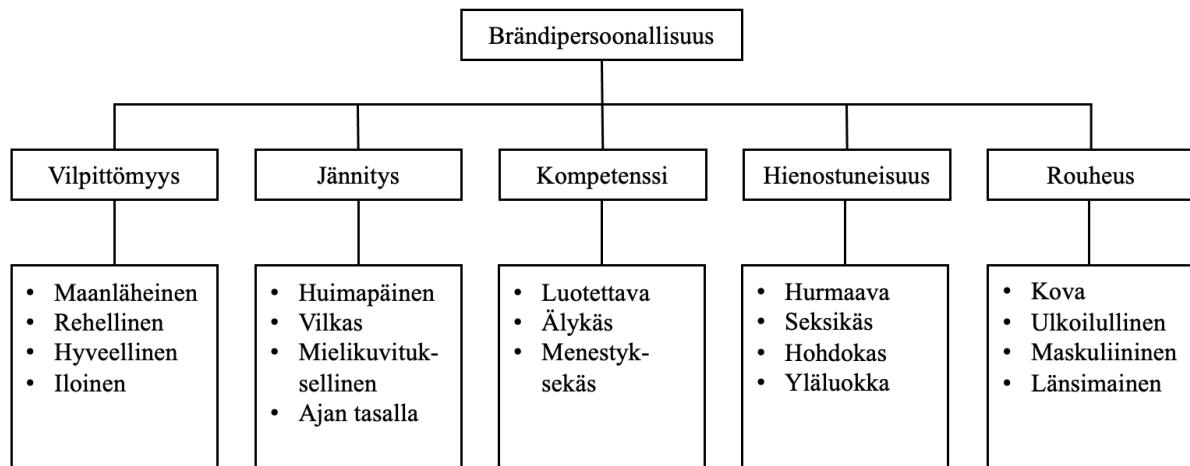 Brändipersoonallisuus
Vilpittömyys
Jännitys
Kompetenssi
Hienostuneisuus
Rouheus
• Maanläheinen
• Rehellinen
• Hyveellinen
• Iloinen
• Huimapäinen
• Vilkas
• Mielikuvituk-
sellinen
• Ajan tasalla
• Luotettava
• Älykäs
• Menestyk-
sekäs
• Hurmaava
• Seksikäs
• Hohdokas
• Yläluokka
• Kova
• Ulkoilullinen
• Maskuliininen
• Länsimainen